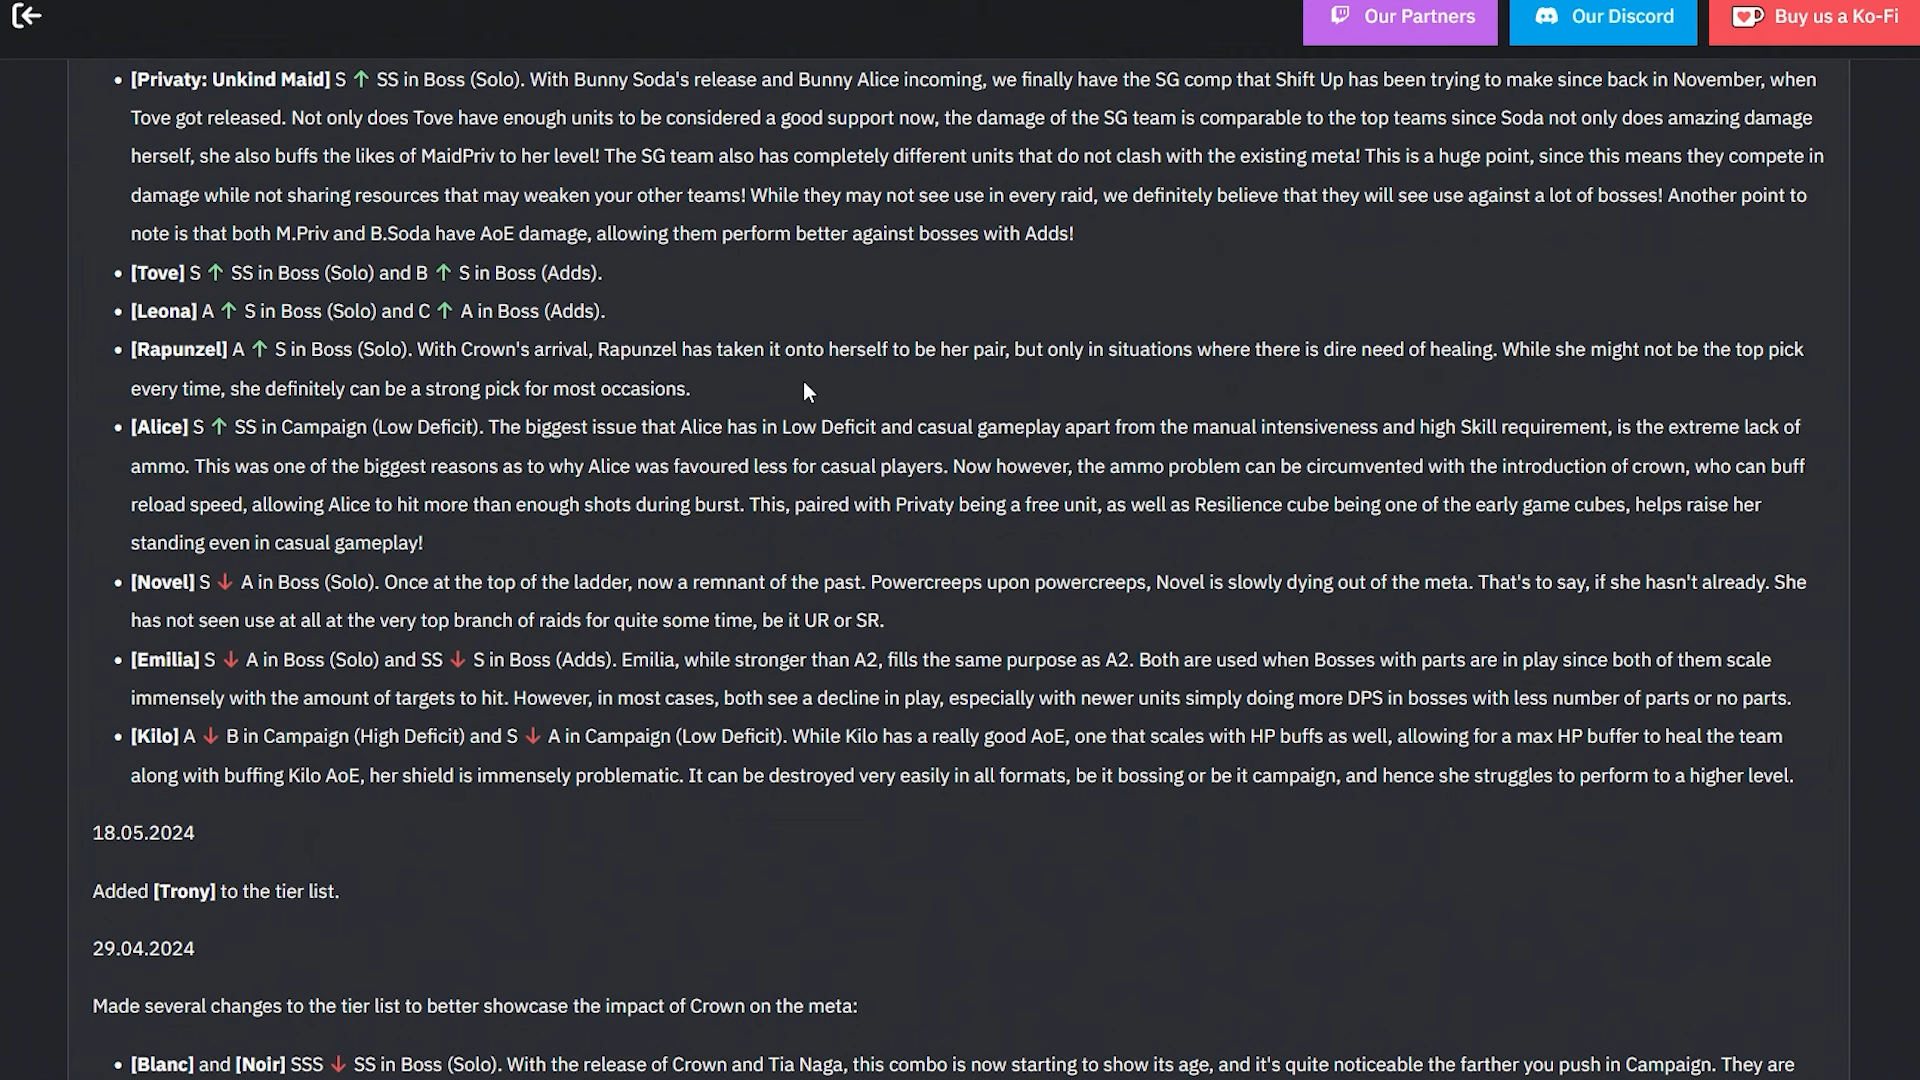 Our Partners
Our Discord
Buy us a Ko-Fi
• [Privaty: Unkind Maid] S ↑ SS in Boss (Solo). With Bunny Soda's release and Bunny Alice incoming, we finally have the SG comp that Shift Up has been trying to make since back in November, when
Tove got released. Not only does Tove have enough units to be considered a good support now, the damage of the SG team is comparable to the top teams since Soda not only does amazing damage
herself, she also buffs the likes of MaidPriv to her level! The SG team also has completely different units that do not clash with the existing meta! This is a huge point, since this means they compete in
damage while not sharing resources that may weaken your other teams! While they may not see use in every raid, we definitely believe that they will see use against a lot of bosses! Another point to
note is that both M.Priv and B.Soda have AoE damage, allowing them perform better against bosses with Adds!
• [Tove] S ↑ SS in Boss (Solo) and B ↑ S in Boss (Adds).
• [Leona] A ↑ S in Boss (Solo) and C ↑ A in Boss (Adds).
• [Rapunzel] A ↑ S in Boss (Solo). With Crown's arrival, Rapunzel has taken it onto herself to be her pair, but only in situations where there is dire need of healing. While she might not be the top pick
every time, she definitely can be a strong pick for most occasions.
• [Alice] S ↑ SS in Campaign (Low Deficit). The biggest issue that Alice has in Low Deficit and casual gameplay apart from the manual intensiveness and high Skill requirement, is the extreme lack of
ammo. This was one of the biggest reasons as to why Alice was favoured less for casual players. Now however, the ammo problem can be circumvented with the introduction of crown, who can buff
reload speed, allowing Alice to hit more than enough shots during burst. This, paired with Privaty being a free unit, as well as Resilience cube being one of the early game cubes, helps raise her
standing even in casual gameplay!
• [Novel] S ↓ A in Boss (Solo). Once at the top of the ladder, now a remnant of the past. Powercreeps upon powercreeps, Novel is slowly dying out of the meta. That's to say, if she hasn't already. She
has not seen use at all at the very top branch of raids for quite some time, be it UR or SR.
• [Emilia] S ↓ A in Boss (Solo) and SS ↓ S in Boss (Adds). Emilia, while stronger than A2, fills the same purpose as A2. Both are used when Bosses with parts are in play since both of them scale
immensely with the amount of targets to hit. However, in most cases, both see a decline in play, especially with newer units simply doing more DPS in bosses with less number of parts or no parts.
• [Kilo] A ↓ B in Campaign (High Deficit) and S ↓ A in Campaign (Low Deficit). While Kilo has a really good AoE, one that scales with HP buffs as well, allowing for a max HP buffer to heal the team
along with buffing Kilo AoE, her shield is immensely problematic. It can be destroyed very easily in all formats, be it bossing or be it campaign, and hence she struggles to perform to a higher level.
18.05.2024
Added [Trony] to the tier list.
29.04.2024
Made several changes to the tier list to better showcase the impact of Crown on the meta:
• [Blanc] and [Noir] SSS ↓ SS in Boss (Solo). With the release of Crown and Tia Naga, this combo is now starting to show its age, and it's quite noticeable the farther you push in Campaign. They are